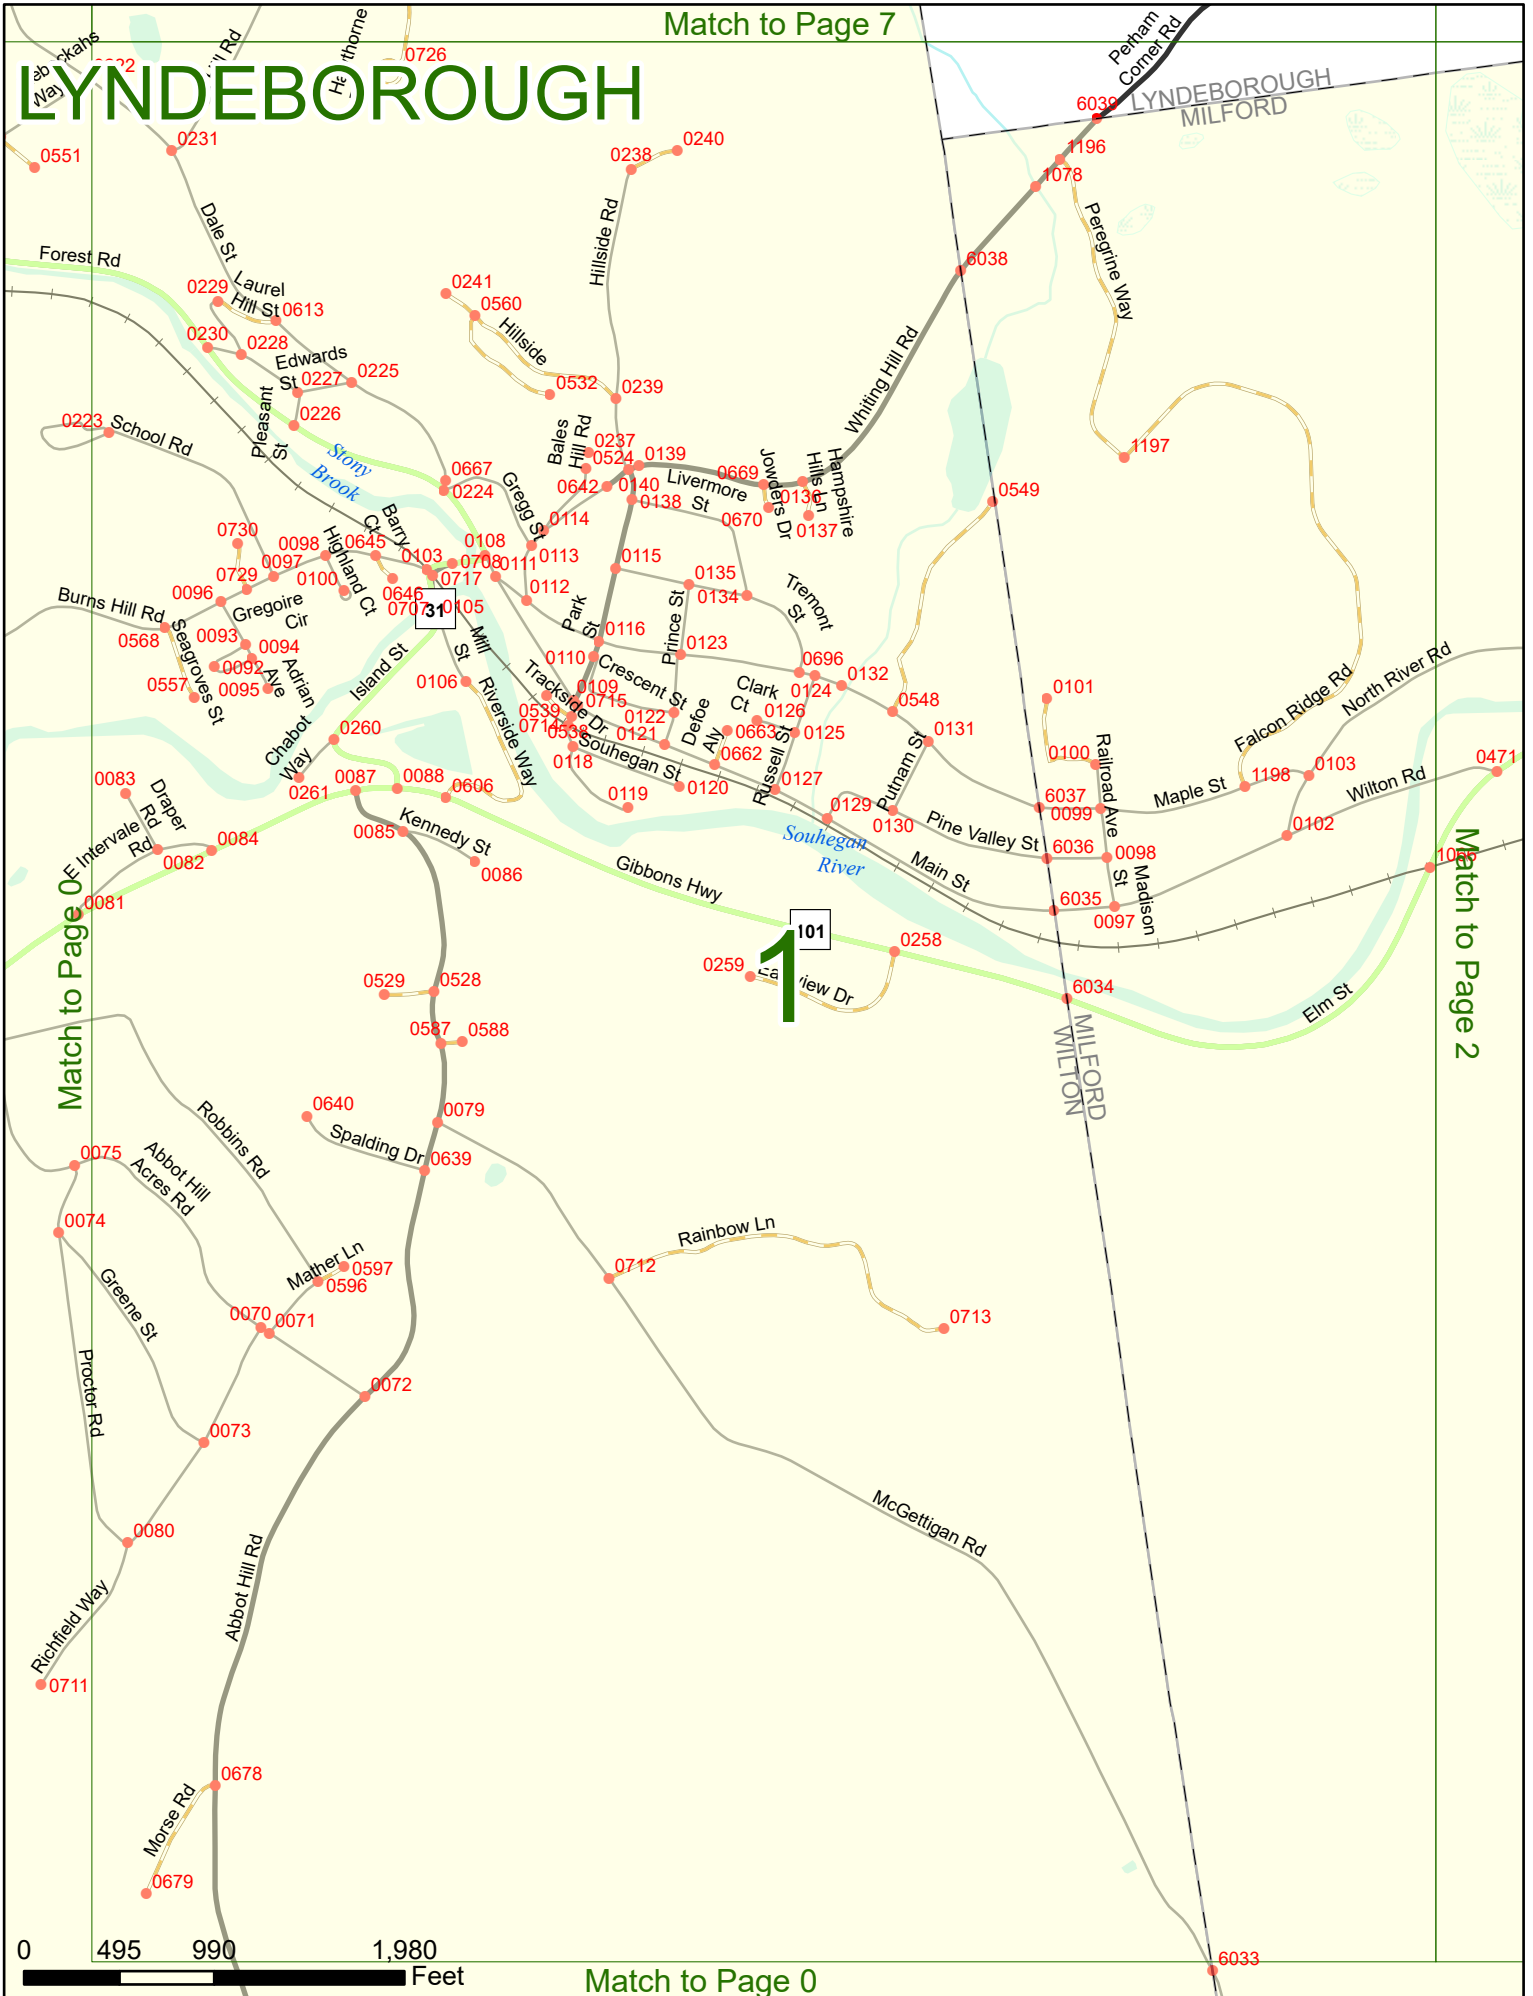 Match to Page 7
LYNDEBOROUGH
Perham
Corner Rd
LYNDEBOROUGH
MILFORD
6039
1196
1078
6038
Peregrine Way
Whiting Hill Rd
1197
0726
0231
0551
0238
0240
Hillside Rd
Dale St
Forest Rd
0229
Laurel
Hill St
0613
0230
0228
Edwards
St
0227
0225
0226
Pleasant
St
0241
0560
Hillside
0532
0239
0223
School Rd
Stony
Brook
0667
0224
Bales
Hill Rd
0237
0524
0139
0642
0140
0138
Livermore
St
0669
0670
Jowders Dr
0136
Hills Ln
Hampshire
0137
0549
Gregg St
0114
0113
0730
0098
0645
Barry
Ct
0103
0108
0708
0111
0717
0097
0100
Highland Ct
0646
0707
31
0105
0729
0096
Gregoire
Cir
Burns Hill Rd
0568
0093
0094
0092
0095
Adrian
Ave
Seagroves St
0557
0112
0115
0135
0134
Tremont
St
Park
St
0116
Prince St
0123
0110
Crescent St
0696
0124
0132
0548
Mill
St
0106
Riverside Way
Island St
Trackside Dr
0109
0715
0539
0714
0538
0118
0122
0121
Defoe
Aly
Clark
Ct
0126
0663
0662
0125
Russell St
Souhegan St
0120
0119
0127
Putnam St
0131
0129
0130
Pine Valley St
Main St
Souhegan
River
0101
0100
Railroad Ave
6037
0099
Maple St
1198
Falcon Ridge Rd
North River Rd
0103
Wilton Rd
0471
0102
6036
0098
6035
0097
Madison
St
1066
Chabot
Way
0260
0261
0087
0088
0606
0083
Draper
Rd
E Intervale
Rd
0082
0084
0081
0085
Kennedy St
0086
Gibbons Hwy
101
0258
0259
1
6034
Elm St
Match to Page 0
Match to Page 2
MILFORD
WILTON
0529
0528
0587
0588
0079
0640
Spalding Dr
0639
Robbins Rd
0075
Abbot Hill
Acres Rd
0074
Greene St
Proctor Rd
Mather Ln
0597
0596
0070
0071
0072
0073
0712
Rainbow Ln
0713
0080
Richfield Way
0711
Abbot Hill Rd
McGettigan Rd
0678
Morse Rd
0679
6033
0 495 990 1,980
Feet
Match to Page 0